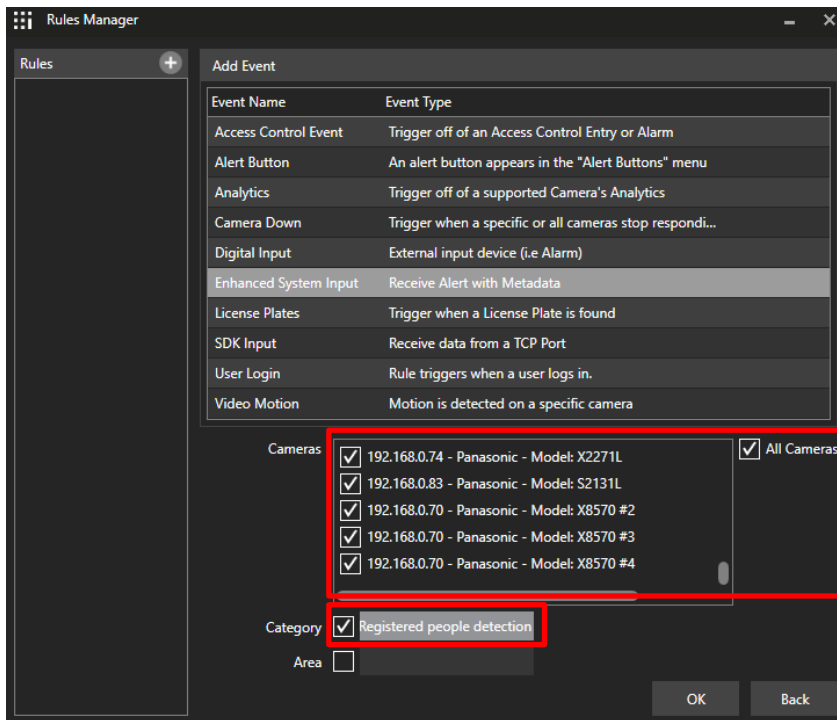 Rules Manager
Rules
Add Event
Event Name Event Type
Access Control Event Trigger off of an Access Control Entry or Alarm
Alert Button An alert button appears in the "Alert Buttons" menu
Analytics Trigger off of a supported Camera's Analytics
Camera Down Trigger when a specific or all cameras stop respondi...
Digital Input External input device (i.e Alarm)
Enhanced System Input Receive Alert with Metadata
License Plates Trigger when a License Plate is found
SDK Input Receive data from a TCP Port
User Login Rule triggers when a user logs in.
Video Motion Motion is detected on a specific camera
Cameras
192.168.0.74 - Panasonic - Model: X2271L
192.168.0.83 - Panasonic - Model: S2131L
192.168.0.70 - Panasonic - Model: X8570 #2
192.168.0.70 - Panasonic - Model: X8570 #3
192.168.0.70 - Panasonic - Model: X8570 #4
All Cameras
Category Registered people detection
Area
OK Back